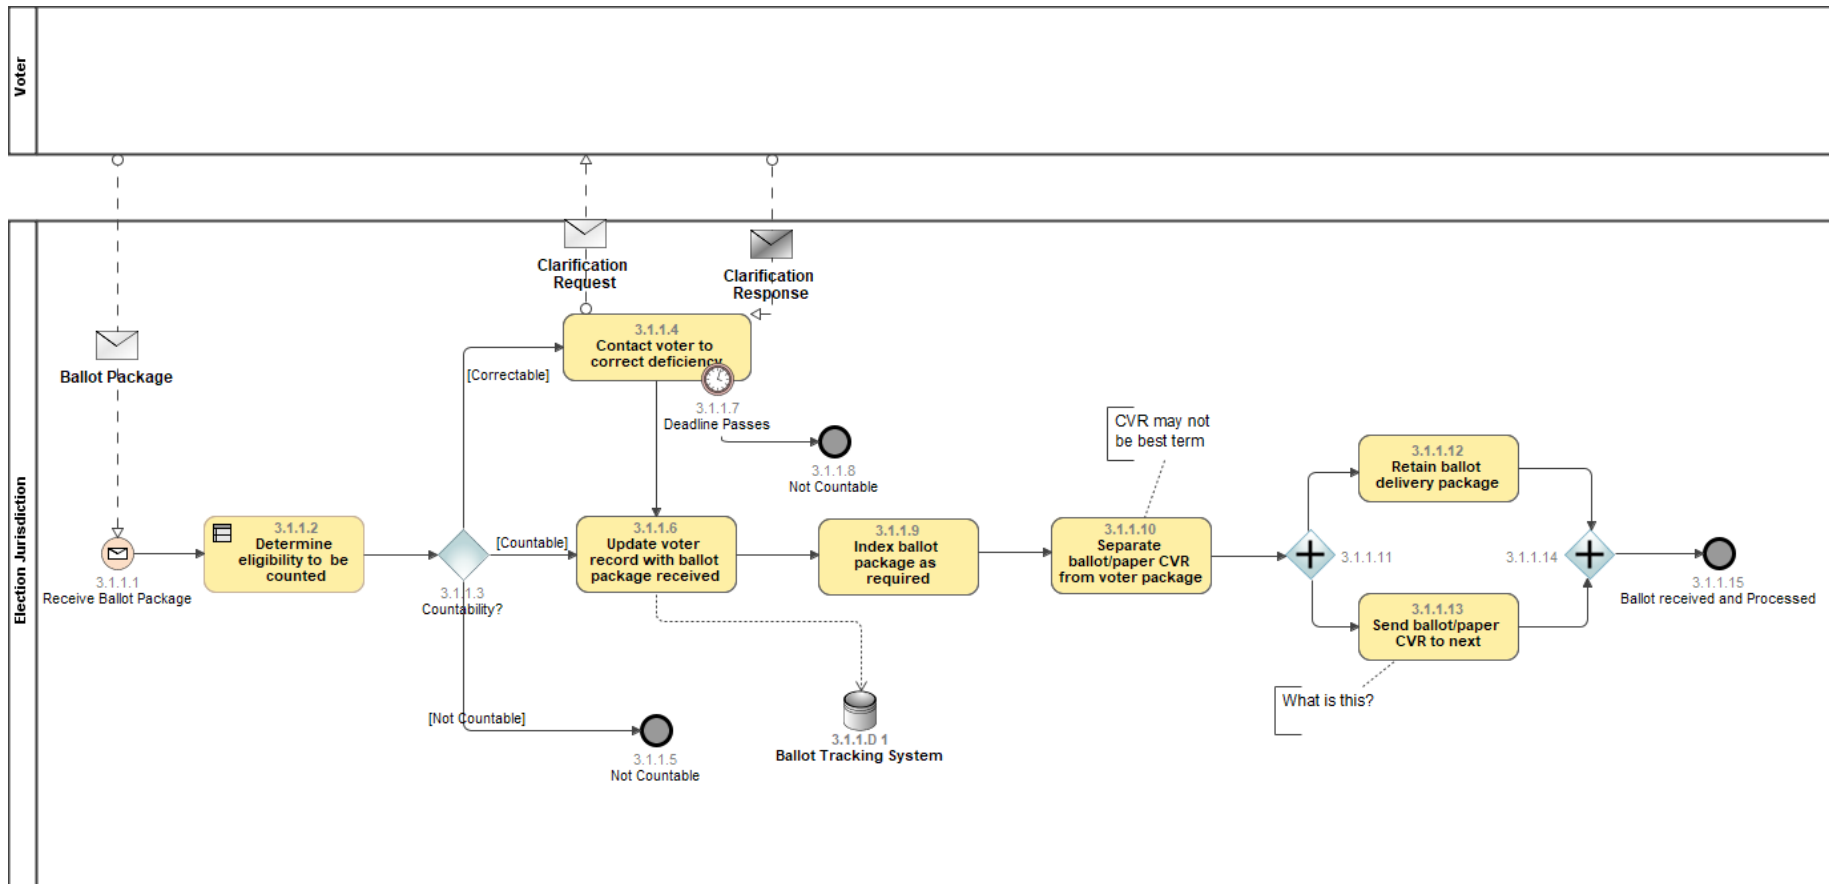 Voter
Election Jurisdiction
Ballot Package
Clarification
Request
Clarification
Response
3.1.1.1
Receive Ballot Package
3.1.1.2
Determine
eligibility to be
counted
3.1.1.3
Countability?
[Correctable]
[Countable]
[Not Countable]
3.1.1.4
Contact voter to
correct deficiency
3.1.1.7
Deadline Passes
3.1.1.8
Not Countable
3.1.1.5
Not Countable
3.1.1.6
Update voter
record with ballot
package received
3.1.1.D 1
Ballot Tracking System
3.1.1.9
Index ballot
package as
required
CVR may not
be best term
3.1.1.10
Separate
ballot/paper CVR
from voter package
3.1.1.11
3.1.1.12
Retain ballot
delivery package
3.1.1.13
Send ballot/paper
CVR to next
What is this?
3.1.1.14
3.1.1.15
Ballot received and Processed